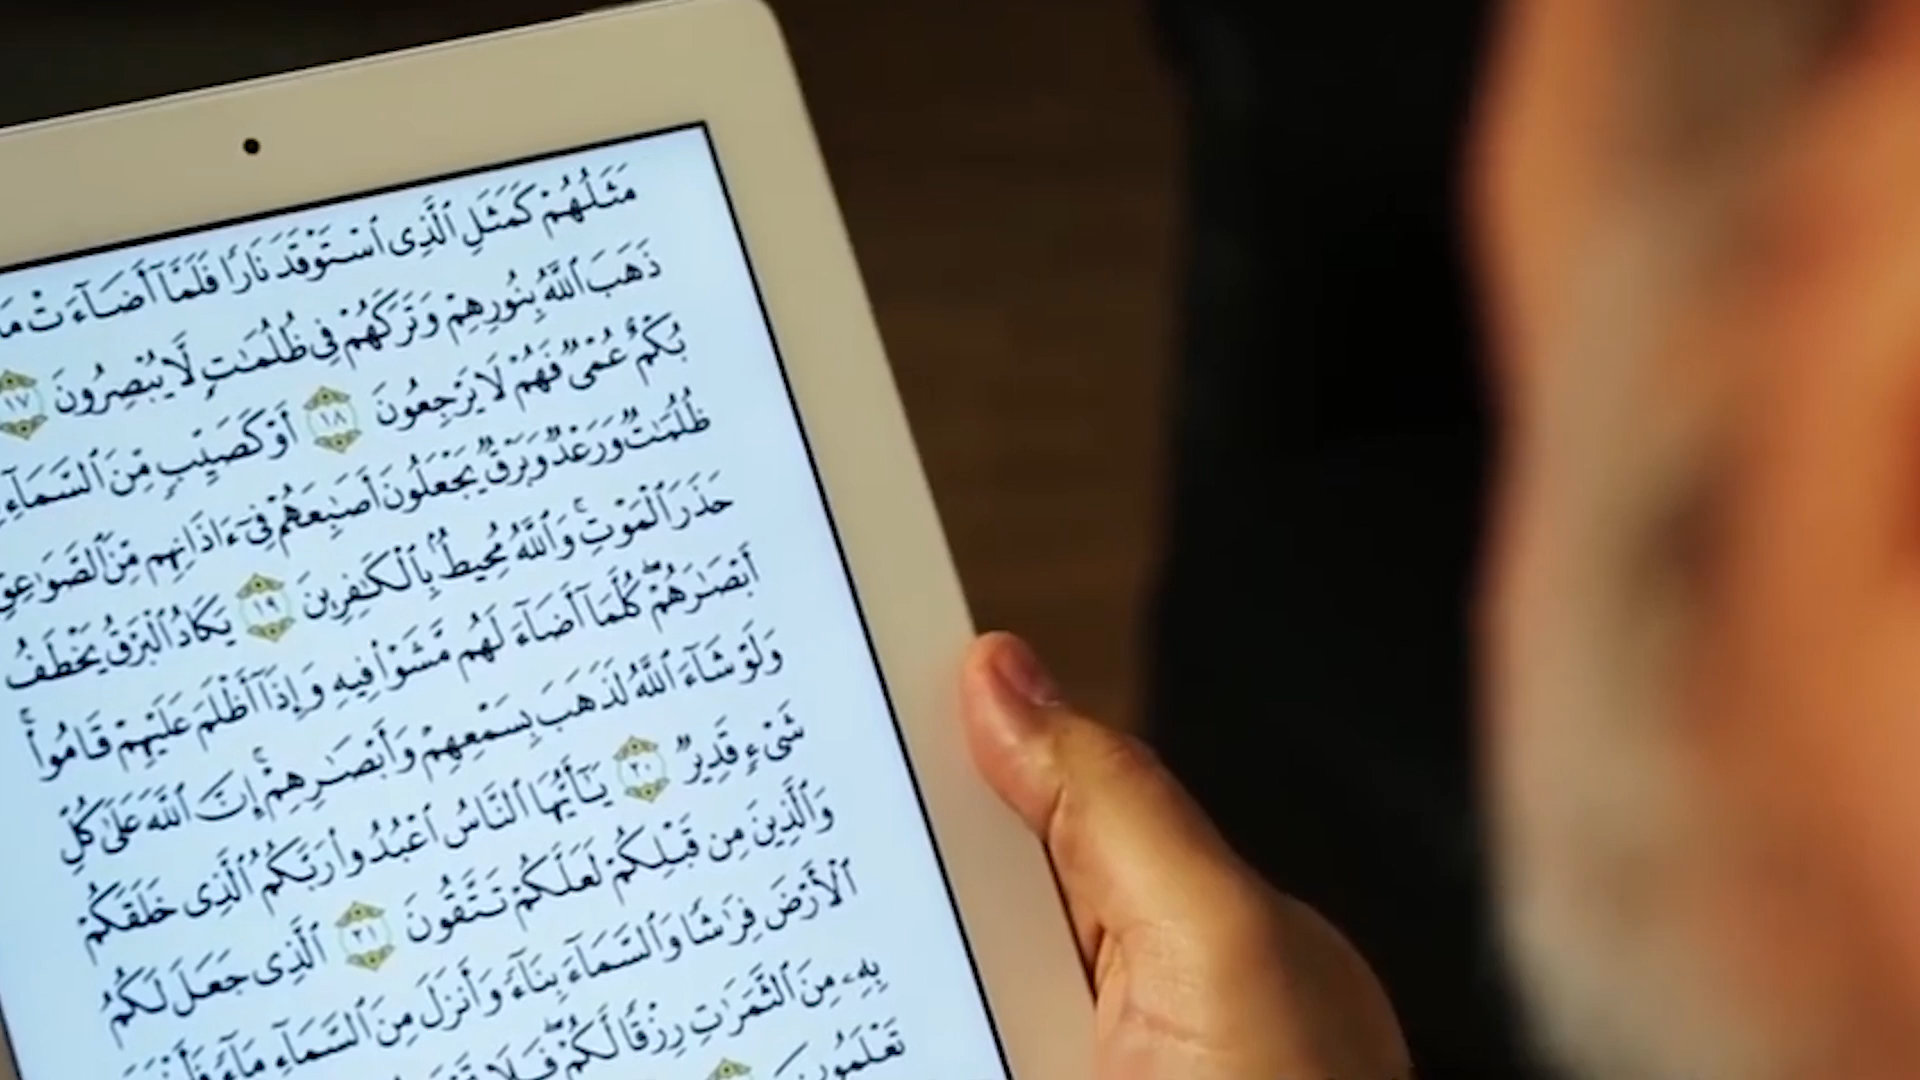 مَثَلُهُمْ كَمَثَلِ ٱلَّذِى ٱسْتَوْقَدَ نَارًا فَلَمَّآ أَضَآءَتْ
ذَهَبَ ٱللَّهُ بِنُورِهِمْ وَتَرَكَهُمْ فِى ظُلُمَٰتٍ لَّا يُبْصِرُونَ ١٧
بُكْمٌ عُمْىٌ فَهُمْ لَا يَرْجِعُونَ ١٨ أَوْ كَصَيِّبٍ مِّنَ ٱلسَّمَآءِ
ظُلُمَٰتٌ وَرَعْدٌ وَبَرْقٌ يَجْعَلُونَ أَصَٰبِعَهُمْ فِىٓ ءَاذَانِهِم مِّنَ ٱلصَّوَٰعِقِ
حَذَرَ ٱلْمَوْتِ ۚ وَٱللَّهُ مُحِيطٌۢ بِٱلْكَٰفِرِينَ ١٩ يَكَادُ ٱلْبَرْقُ يَخْطَفُ
أَبْصَٰرَهُمْ ۖ كُلَّمَآ أَضَآءَ لَهُم مَّشَوْا۟ فِيهِ وَإِذَآ أَظْلَمَ عَلَيْهِمْ قَامُوا۟ ۚ
وَلَوْ شَآءَ ٱللَّهُ لَذَهَبَ بِسَمْعِهِمْ وَأَبْصَٰرِهِمْ ۚ إِنَّ ٱللَّهَ عَلَىٰ كُلِّ
شَىْءٍ قَدِيرٌ ٢٠ يَٰٓأَيُّهَا ٱلنَّاسُ ٱعْبُدُوا۟ رَبَّكُمُ ٱلَّذِى خَلَقَكُمْ
وَٱلَّذِينَ مِن قَبْلِكُمْ لَعَلَّكُمْ تَتَّقُونَ ٢١ ٱلَّذِى جَعَلَ لَكُمُ
ٱلْأَرْضَ فِرَٰشًا وَٱلسَّمَآءَ بِنَآءً وَأَنزَلَ مِنَ ٱلسَّمَآءِ مَآءً
بِهِۦ مِنَ ٱلثَّمَرَٰتِ رِزْقًا لَّكُمْ ۖ فَلَا
تَعْلَمُونَ